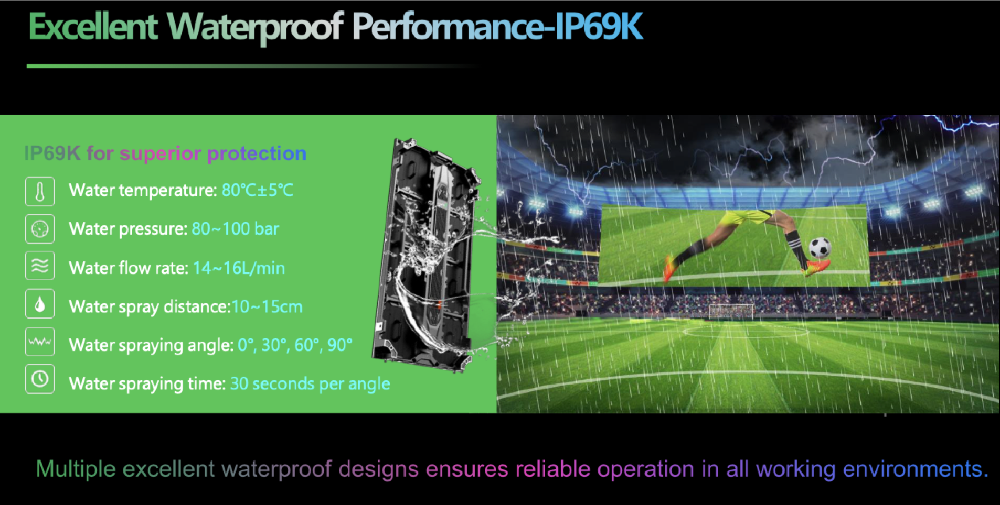 Excellent Waterproof Performance-IP69K
IP69K for superior protection
Water temperature: 80℃±5℃
Water pressure: 80~100 bar
Water flow rate: 14~16L/min
Water spray distance:10~15cm
Water spraying angle: 0°, 30°, 60°, 90°
Water spraying time: 30 seconds per angle
Multiple excellent waterproof designs ensures reliable operation in all working environments.